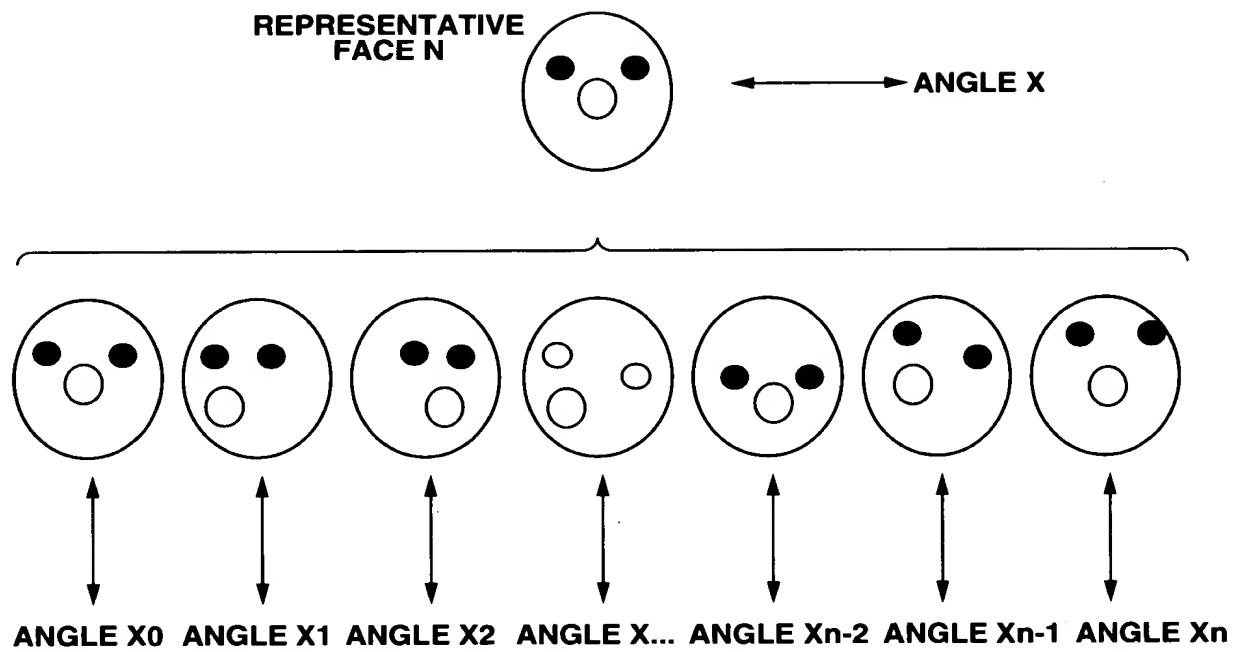 REPRESENTATIVE
FACE N
ANGLE X
ANGLE X0 ANGLE X1 ANGLE X2 ANGLE X... ANGLE Xn-2 ANGLE Xn-1 ANGLE Xn